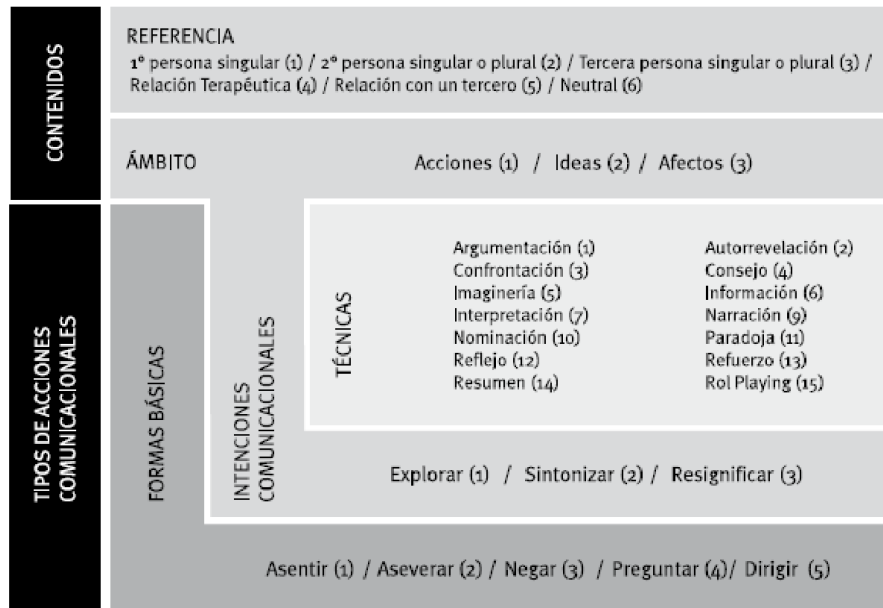 CONTENIDOS
REFERENCIA
1° persona singular (1) / 2° persona singular o plural (2) / Tercera persona singular o plural (3) /
Relación Terapéutica (4) / Relación con un tercero (5) / Neutral (6)
ÁMBITO
Acciones (1) / Ideas (2) / Afectos (3)
TIPOS DE ACCIONES
COMUNICACIONALES
FORMAS BÁSICAS
INTENCIONES
COMUNICACIONALES
TÉCNICAS
Argumentación (1) Autorrevelación (2)
Confrontación (3) Consejo (4)
Imaginería (5) Información (6)
Interpretación (7) Narración (9)
Nominación (10) Paradoja (11)
Reflejo (12) Refuerzo (13)
Resumen (14) Rol Playing (15)
Explorar (1) / Sintonizar (2) / Resignificar (3)
Asentir (1) / Aseverar (2) / Negar (3) / Preguntar (4)/ Dirigir (5)